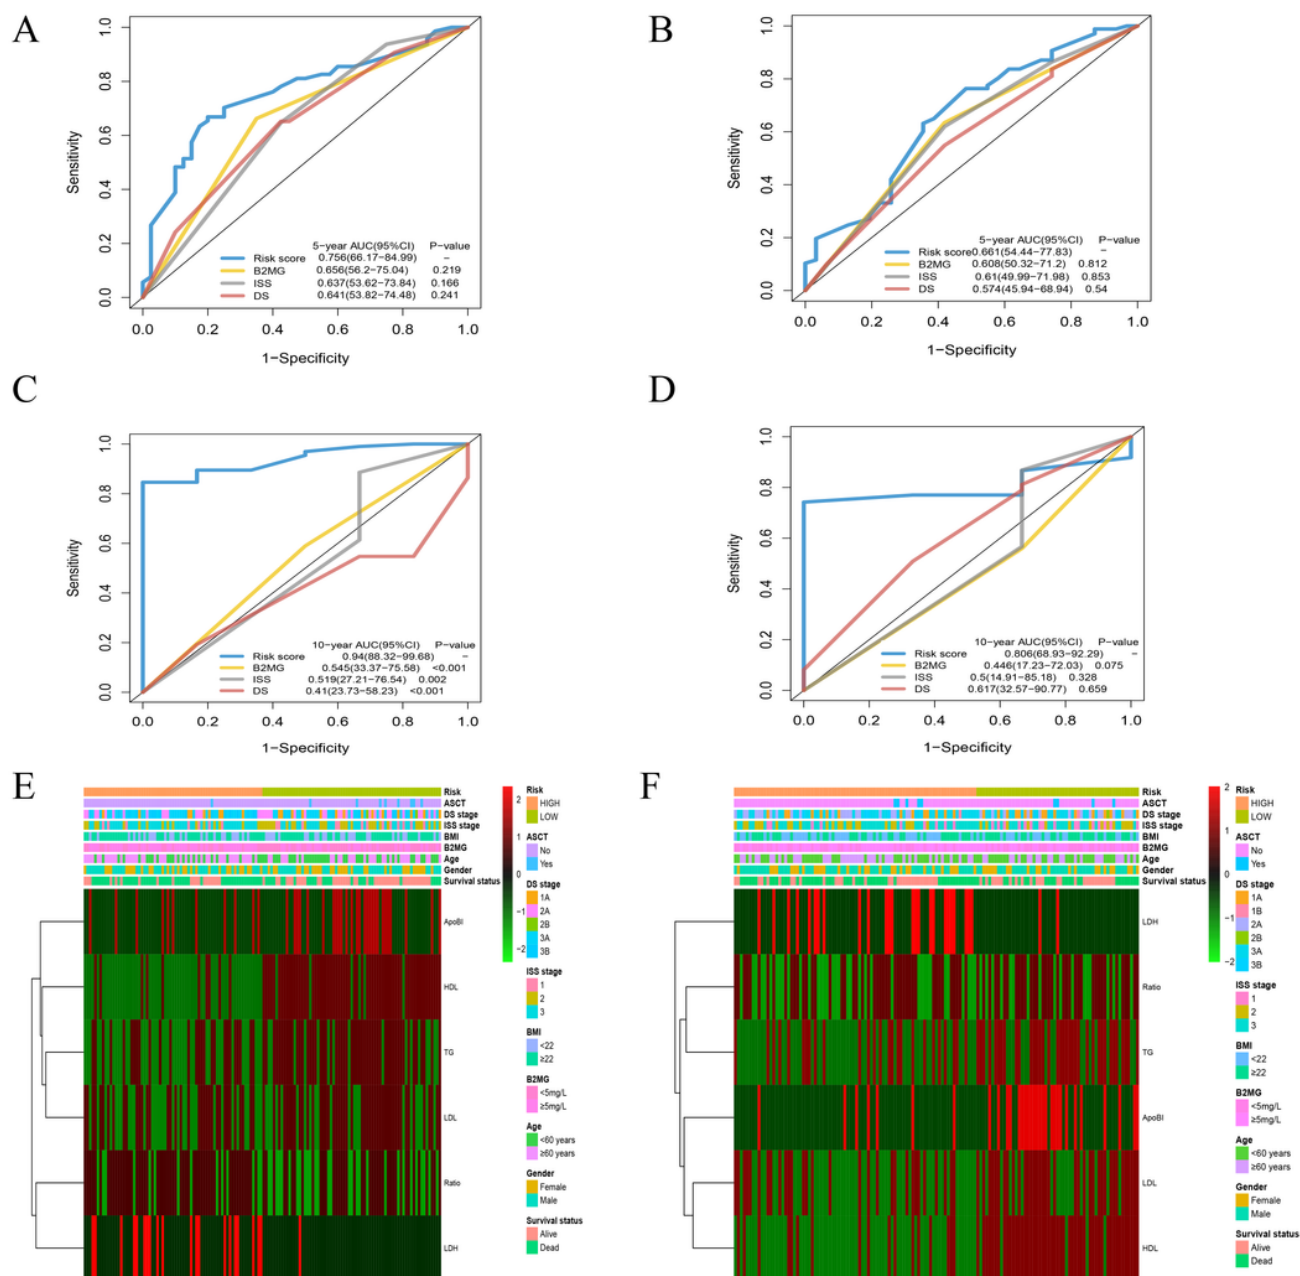 A
1.0
0.8
0.6
0.4
0.2
0.0
Sensitivity
5−year AUC(95%CI) P−value
Risk score 0.756(66.17−84.99) −
B2MG 0.656(56.2−75.04) 0.219
ISS 0.637(53.62−73.84) 0.166
DS 0.641(53.82−74.48) 0.241
0.0 0.2 0.4 0.6 0.8 1.0
1−Specificity
B
1.0
0.8
0.6
0.4
0.2
0.0
Sensitivity
5−year AUC(95%CI) P−value
Risk score0.661(54.44−77.83) −
B2MG 0.608(50.32−71.2) 0.812
ISS 0.61(49.99−71.98) 0.853
DS 0.574(45.94−68.94) 0.54
0.0 0.2 0.4 0.6 0.8 1.0
1−Specificity
C
1.0
0.8
0.6
0.4
0.2
0.0
Sensitivity
10−year AUC(95%CI) P−value
Risk score 0.94(88.32−99.68) −
B2MG 0.545(33.37−75.58) <0.001
ISS 0.519(27.21−76.54) 0.002
DS 0.41(23.73−58.23) <0.001
0.0 0.2 0.4 0.6 0.8 1.0
1−Specificity
D
1.0
0.8
0.6
0.4
0.2
0.0
Sensitivity
10−year AUC(95%CI) P−value
Risk score 0.806(68.93−92.29) −
B2MG 0.446(17.23−72.03) 0.075
ISS 0.5(14.91−85.18) 0.328
DS 0.617(32.57−90.77) 0.659
0.0 0.2 0.4 0.6 0.8 1.0
1−Specificity
E
Risk
ASCT
DS stage
ISS stage
BMI
B2MG
Age
Gender
Survival status
ApoBI
HDL
TG
LDL
Ratio
LDH
2
1
0
−1
−2
Risk
HIGH
LOW
ASCT
No
Yes
DS stage
1A
2A
2B
3A
3B
ISS stage
1
2
3
BMI
<22
≥22
B2MG
<5mg/L
≥5mg/L
Age
<60 years
≥60 years
Gender
Female
Male
Survival status
Alive
Dead
F
Risk
ASCT
DS stage
ISS stage
BMI
B2MG
Age
Gender
Survival status
LDH
Ratio
TG
ApoBI
LDL
HDL
2
1
0
−1
−2
Risk
HIGH
LOW
ASCT
No
Yes
DS stage
1A
1B
2A
2B
3A
3B
ISS stage
1
2
3
BMI
<22
≥22
B2MG
<5mg/L
≥5mg/L
Age
<60 years
≥60 years
Gender
Female
Male
Survival status
Alive
Dead